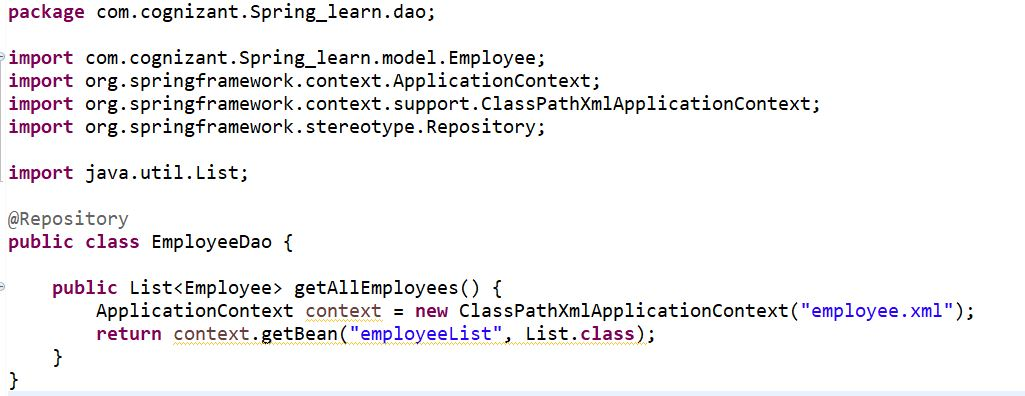 package com.cognizant.Spring_learn.dao;
import com.cognizant.Spring_learn.model.Employee;
import org.springframework.context.ApplicationContext;
import org.springframework.context.support.ClassPathXmlApplicationContext;
import org.springframework.stereotype.Repository;
import java.util.List;
@Repository
public class EmployeeDao {
    public List<Employee> getAllEmployees() {
        ApplicationContext context = new ClassPathXmlApplicationContext("employee.xml");
        return context.getBean("employeeList", List.class);
    }
}